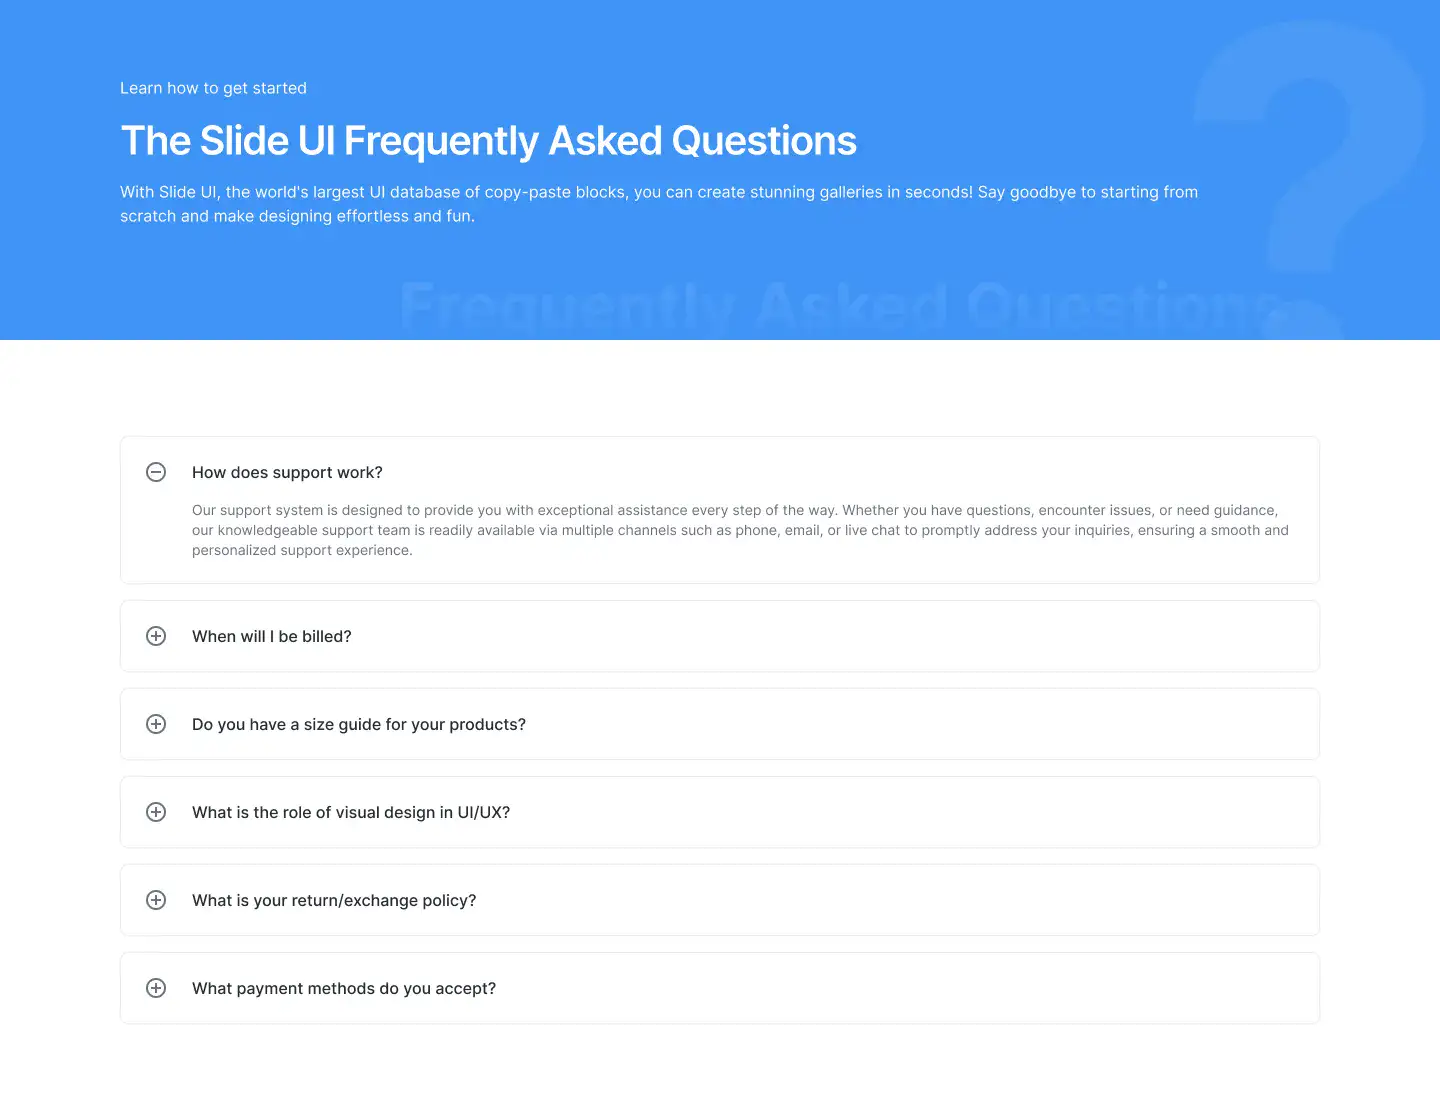 Learn how to get started
The Slide UI Frequently Asked Questions
With Slide UI, the world's largest UI database of copy-paste blocks, you can create stunning galleries in seconds! Say goodbye to starting from
scratch and make designing effortless and fun.
?
Frequently Asked Questions
How does support work?
Our support system is designed to provide you with exceptional assistance every step of the way. Whether you have questions, encounter issues, or need guidance,
our knowledgeable support team is readily available via multiple channels such as phone, email, or live chat to promptly address your inquiries, ensuring a smooth and
personalized support experience.
When will I be billed?
Do you have a size guide for your products?
What is the role of visual design in UI/UX?
What is your return/exchange policy?
What payment methods do you accept?